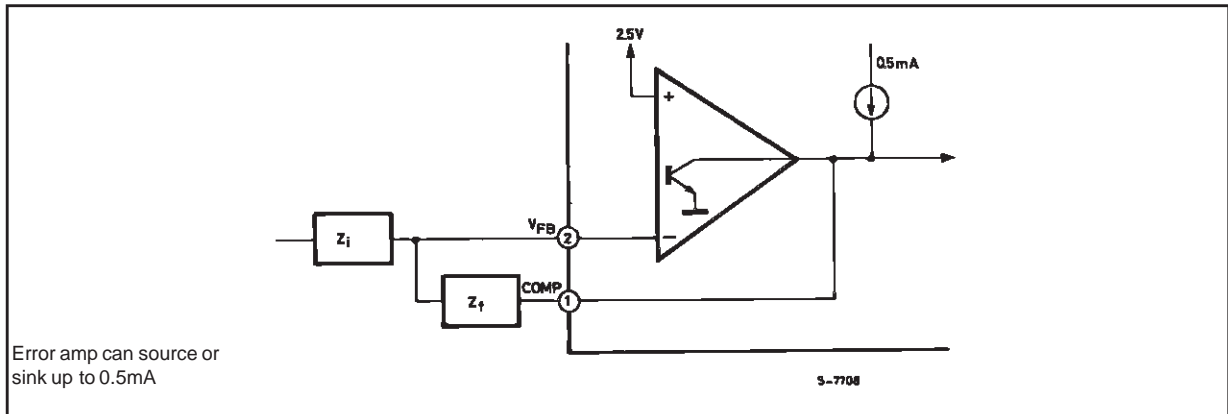 2.5V
0.5mA
+
VFB
2
−
Zi
Zf
COMP
1
Error amp can source or
sink up to 0.5mA
S-7708